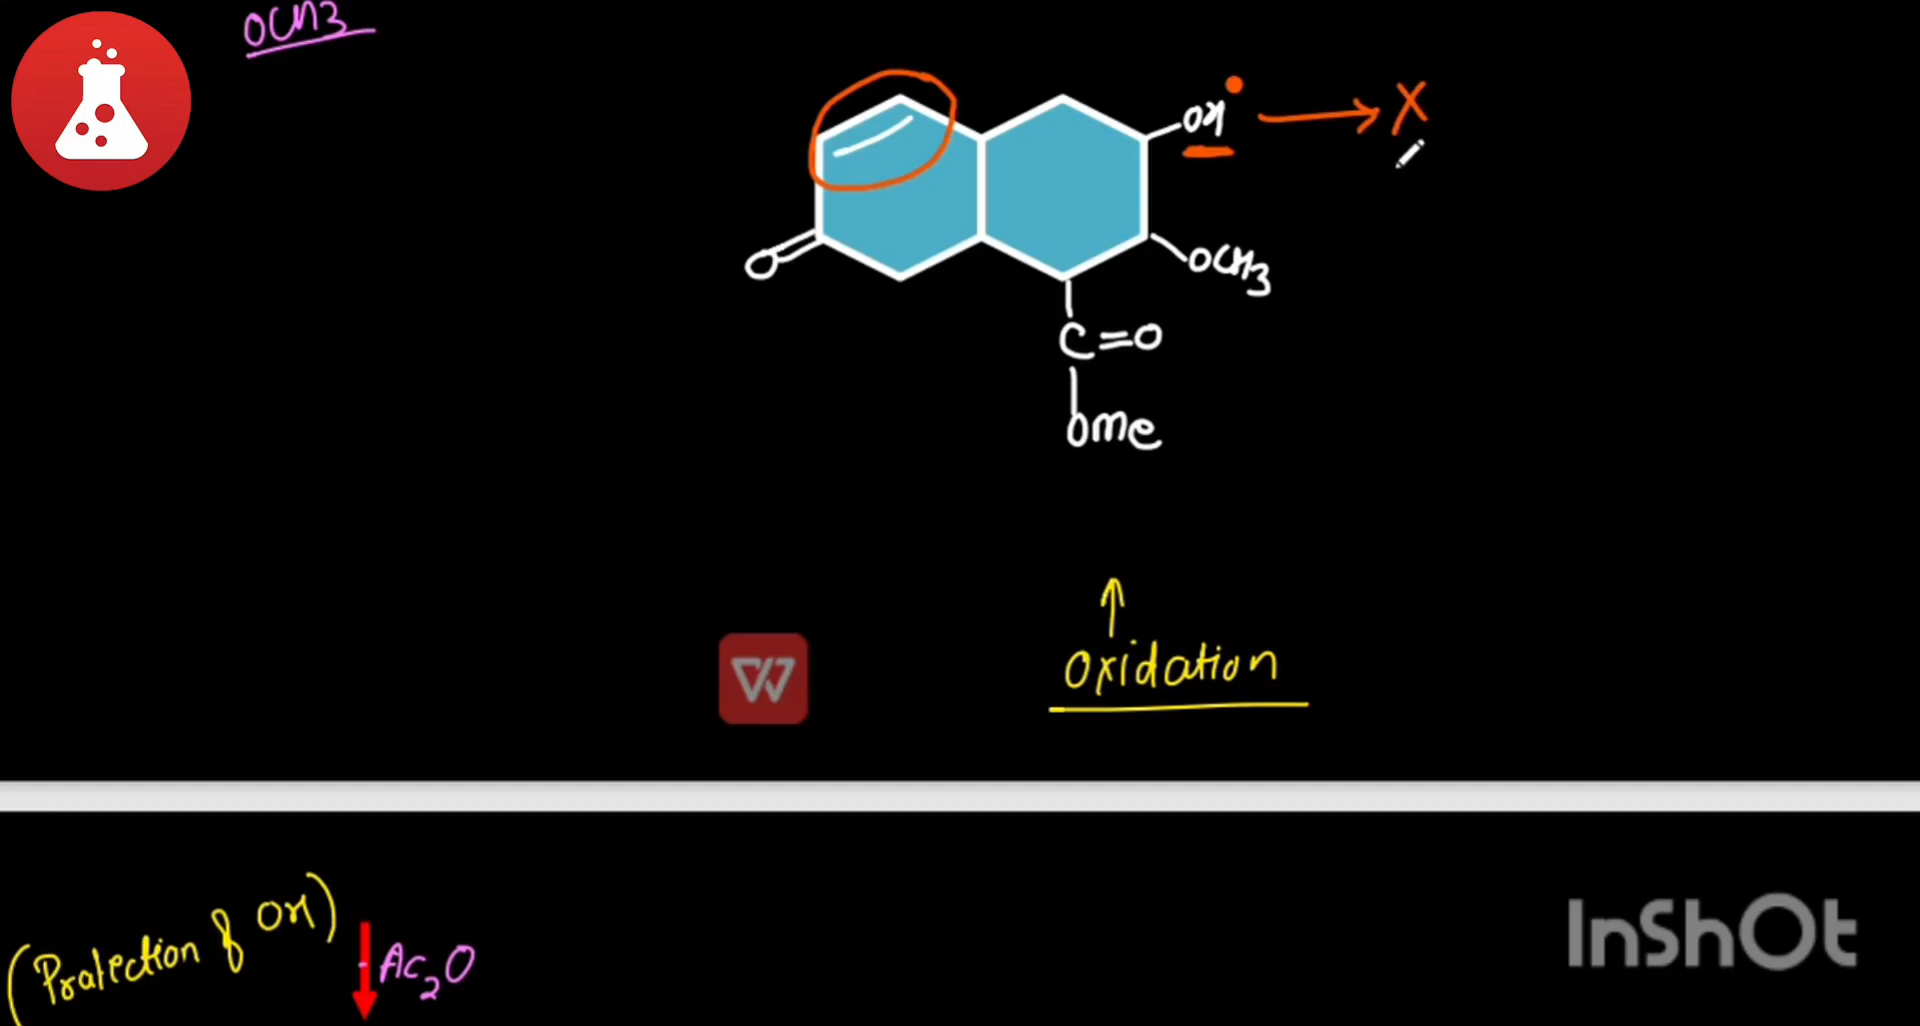 OCH3
OH → X
O
OCH3
C=O
OMe
Oxidation
(Protection of OH)
Ac2O
InShOt